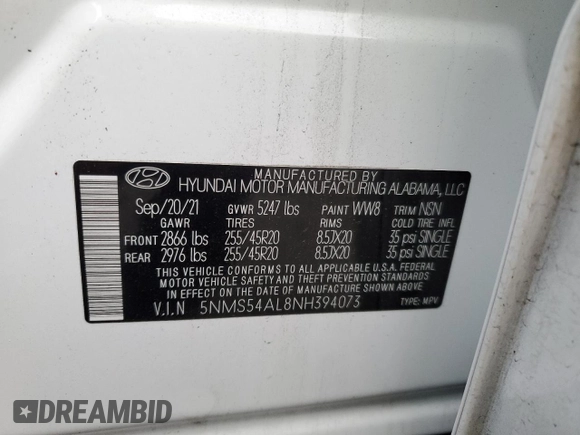 MANUFACTURED BY
HYUNDAI MOTOR MANUFACTURING ALABAMA, LLC
Sep/20/21 GVWR 5247 lbs PAINT WW8 TRIM NSN
GAWR TIRES RIMS COLD TIRE INFL
FRONT 2866 lbs 255/45R20 8.5JX20 35 psi SINGLE
REAR 2976 lbs 255/45R20 8.5JX20 35 psi SINGLE
THIS VEHICLE CONFORMS TO ALL APPLICABLE U.S.A. FEDERAL
MOTOR VEHICLE SAFETY AND THEFT PREVENTION STANDARDS
IN EFFECT ON THE DATE OF MANUFACTURE SHOWN ABOVE.
V.I.N 5NMS54AL8NH394073 TYPE: MPV
DREAMBID